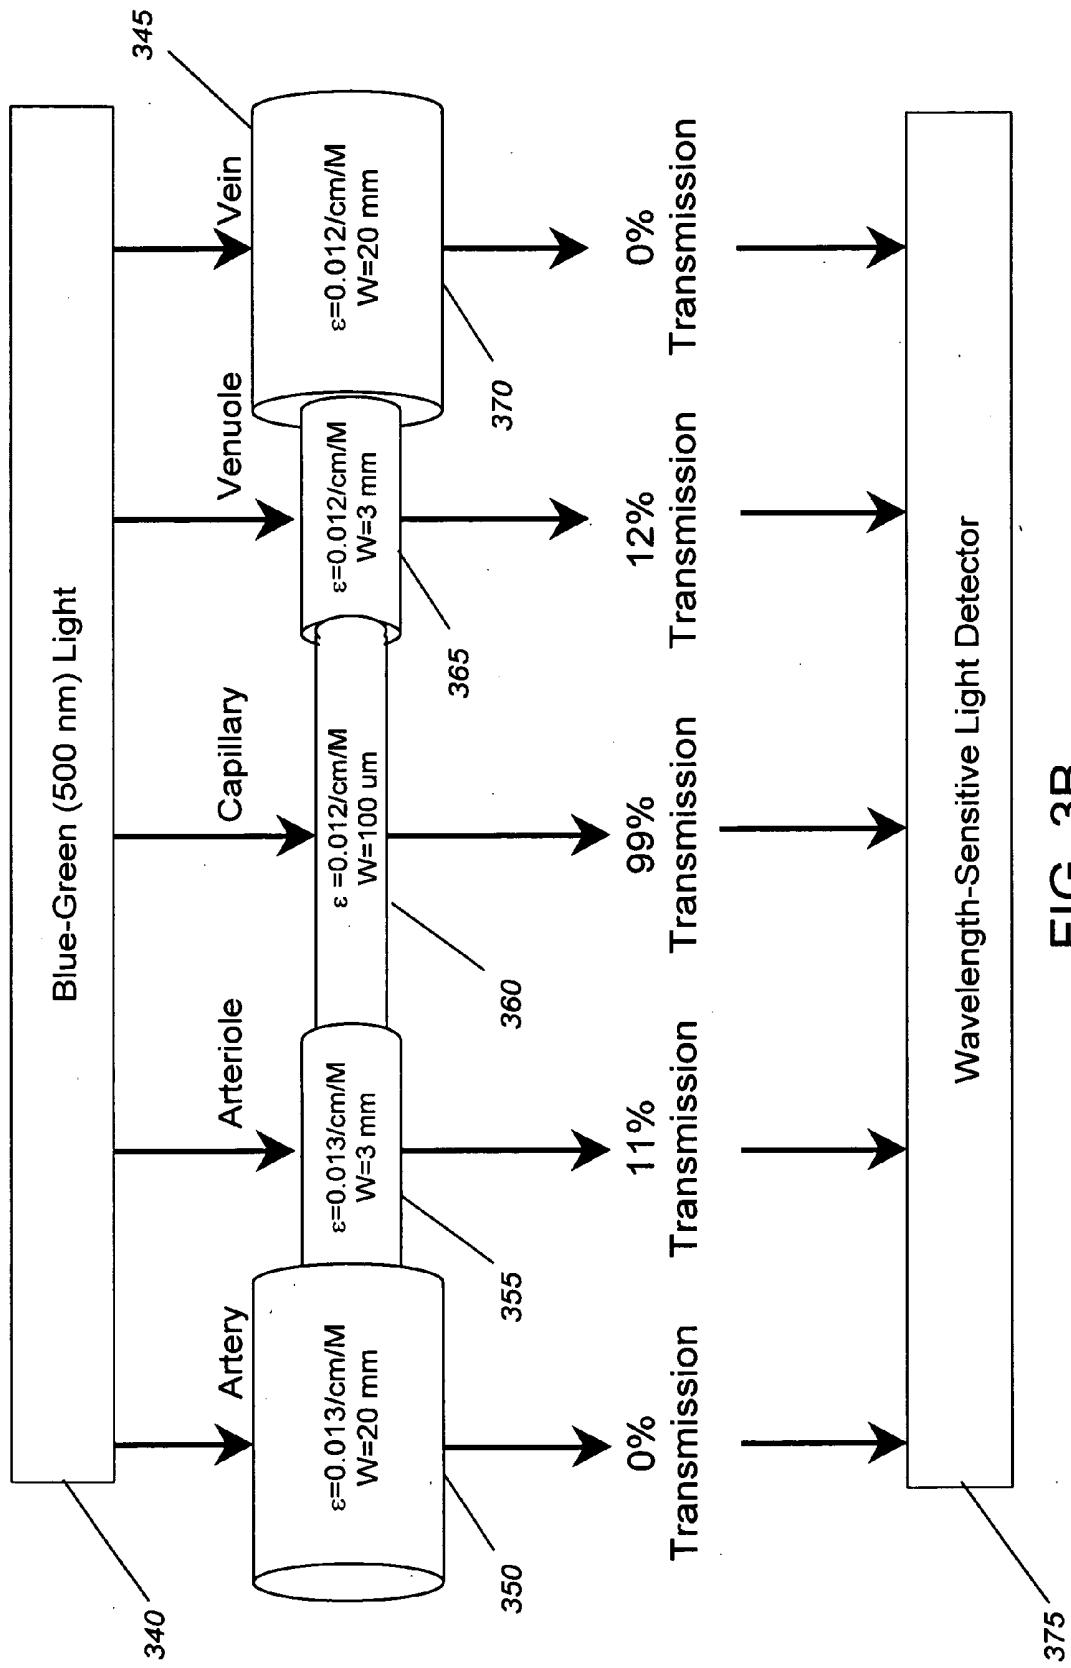 Blue-Green (500 nm) Light
340
345
Artery
Arteriole
Capillary
Venuole
Vein
ε=0.013/cm/M
W=20 mm
ε=0.013/cm/M
W=3 mm
ε =0.012/cm/M
W=100 um
ε=0.012/cm/M
W=3 mm
ε=0.012/cm/M
W=20 mm
350
355
360
365
370
0%
Transmission
11%
Transmission
99%
Transmission
12%
Transmission
0%
Transmission
Wavelength-Sensitive Light Detector
375
FIG. 3B